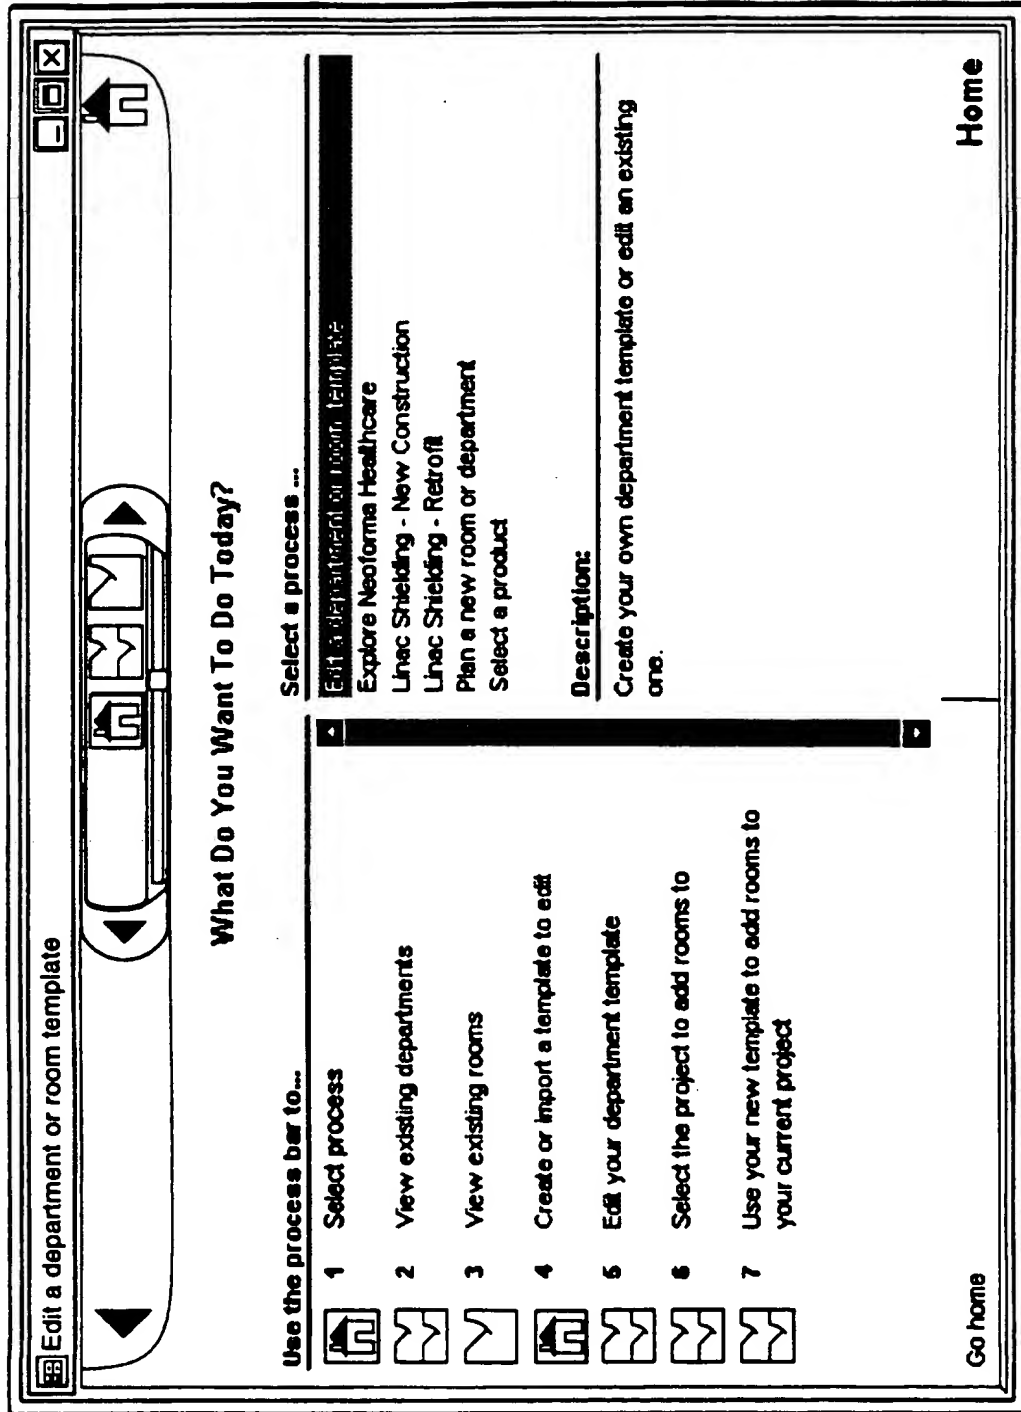 Edit a department or room template
What Do You Want To Do Today?
Use the process bar to...
1 Select process
2 View existing departments
3 View existing rooms
4 Create or import a template to edit
5 Edit your department template
6 Select the project to add rooms to
7 Use your new template to add rooms to
your current project
Select a process ...
Edit a department or room template
Explore Neoforma Healthcare
Linac Shielding - New Construction
Linac Shielding - Retrofit
Plan a new room or department
Select a product
Description:
Create your own department template or edit an existing
one.
Go home
Home